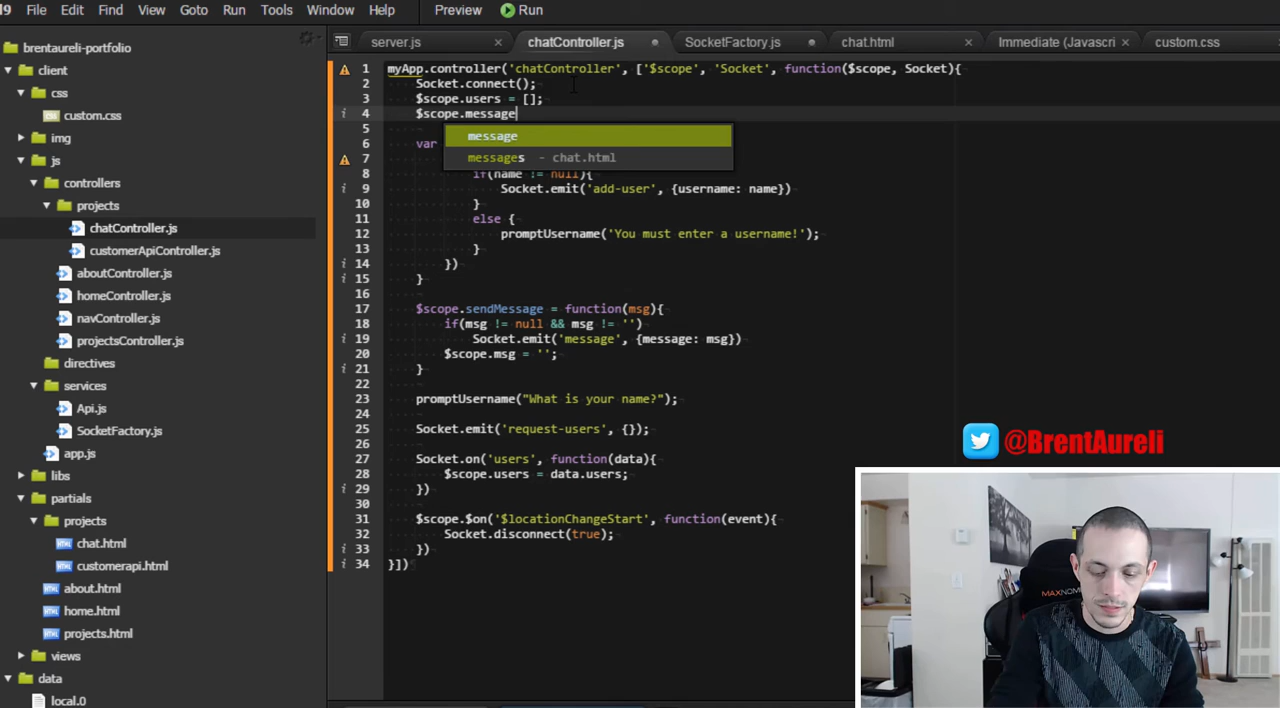 19 File Edit Find View Goto Run Tools Window Help Preview Run
brentaureli-portfolio
client
css
custom.css
img
js
controllers
projects
chatController.js
customerApiController.js
aboutController.js
homeController.js
navController.js
projectsController.js
directives
services
Api.js
SocketFactory.js
app.js
libs
partials
projects
chat.html
customerapi.html
about.html
home.html
projects.html
views
data
local.0
server.js × chatController.js SocketFactory.js chat.html × Immediate (Javascri × custom.css
1 myApp.controller('chatController', ['$scope', 'Socket', function($scope, Socket){
2 Socket.connect();
3 $scope.users = [];
4 $scope.message
message
5
6 var
messages - chat.html
7
8 if(name != null){
9 Socket.emit('add-user', {username: name})
10 }
11 else {
12 promptUsername('You must enter a username!');
13 }
14 })
15 }
16
17 $scope.sendMessage = function(msg){
18 if(msg != null && msg != '')
19 Socket.emit('message', {message: msg})
20 $scope.msg = '';
21 }
22
23 promptUsername("What is your name?");
24
25 Socket.emit('request-users', {});
26
27 Socket.on('users', function(data){
28 $scope.users = data.users;
29 })
30
31 $scope.$on('$locationChangeStart', function(event){
32 Socket.disconnect(true);
33 })
34 }])
@BrentAureli
MAXNOM